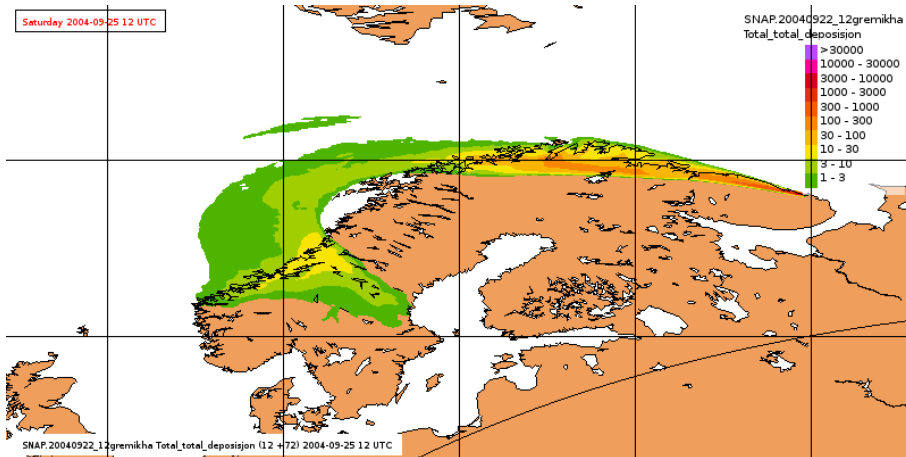 Saturday 2004-09-25 12 UTC
SNAP.20040922_12gremikha
Total_total_deposisjon
>30000
10000 - 30000
3000 - 10000
1000 - 3000
300 - 1000
100 - 300
30 - 100
10 - 30
3 - 10
1 - 3
SNAP.20040922_12gremikha Total_total_deposisjon (12 +72) 2004-09-25 12 UTC